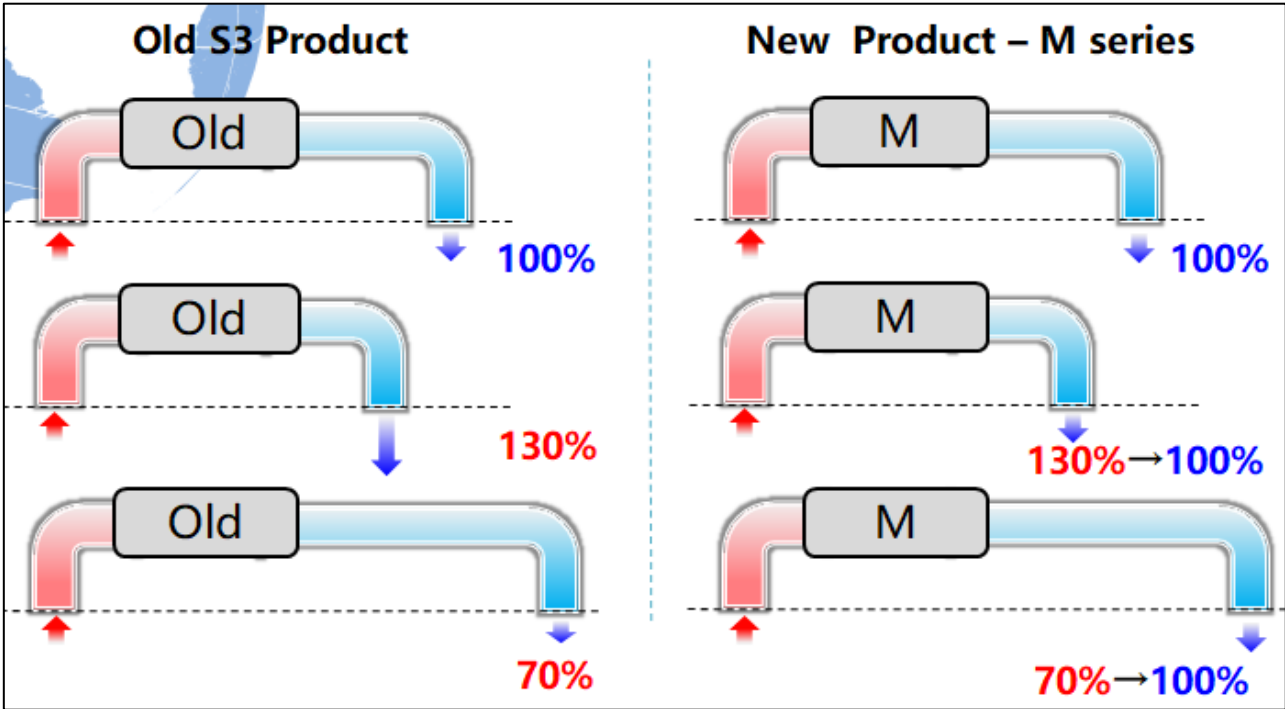 Old S3 Product
Old
100%
Old
130%
Old
70%
New Product – M series
M
100%
M
130%→100%
M
70%→100%